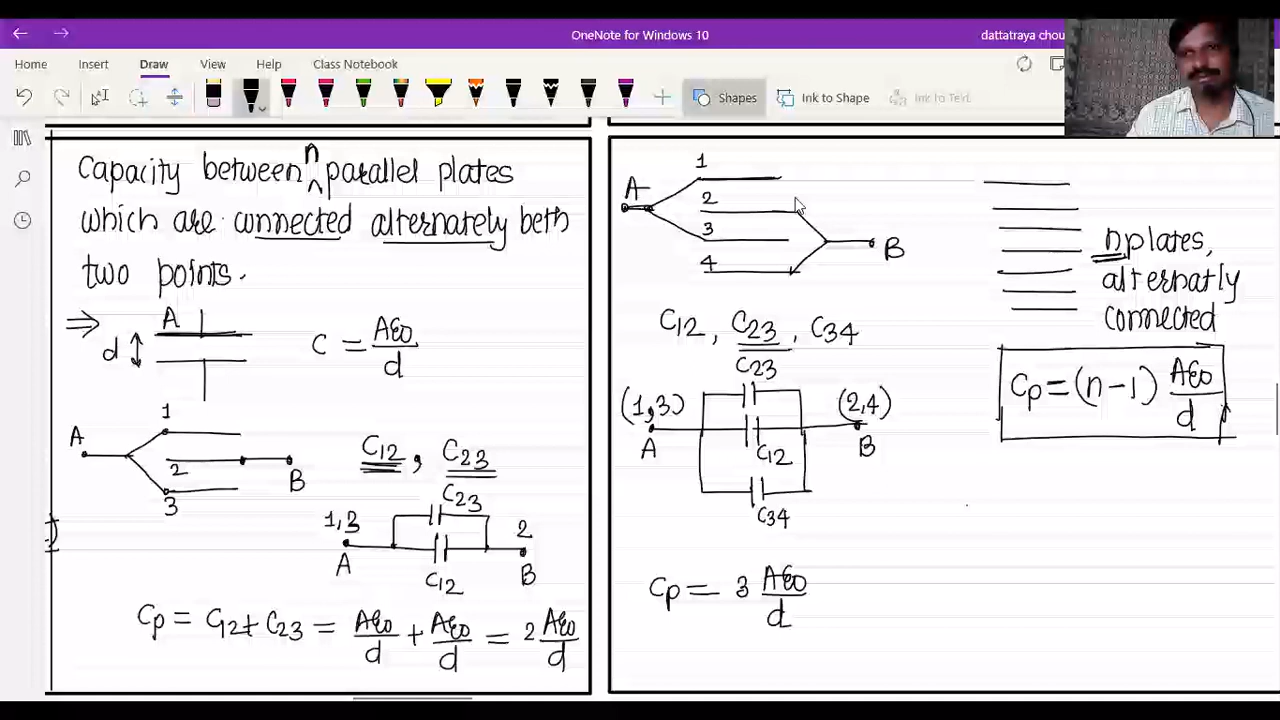 OneNote for Windows 10
dattatraya chou
Home Insert Draw View Help Class Notebook
Shapes Ink to Shape Ink to Text
Capacity between n parallel plates
which are connected alternately beth
two points.
⇒ A
d
C = Aε0/d
1
A
2
B
3
C12, C23
C23
1,3 2
A B
C12
Cp = C12 + C23 = Aε0/d + Aε0/d = 2 Aε0/d
1
A
2
3
B
4
C12, C23, C34
C23
(1,3) (2,4)
A B
C12
C34
Cp = 3 Aε0/d
n plates,
alternatly
connected
Cp = (n-1) Aε0/d